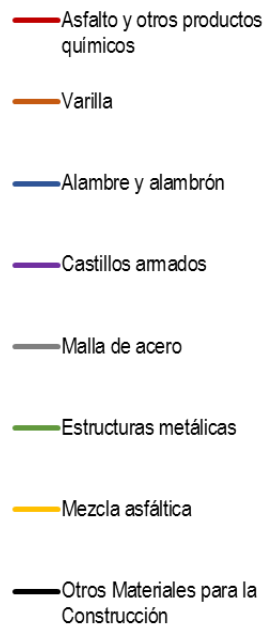 Asfalto y otros productos
químicos
Varilla
Alambre y alambrón
Castillos armados
Malla de acero
Estructuras metálicas
Mezcla asfáltica
Otros Materiales para la
Construcción